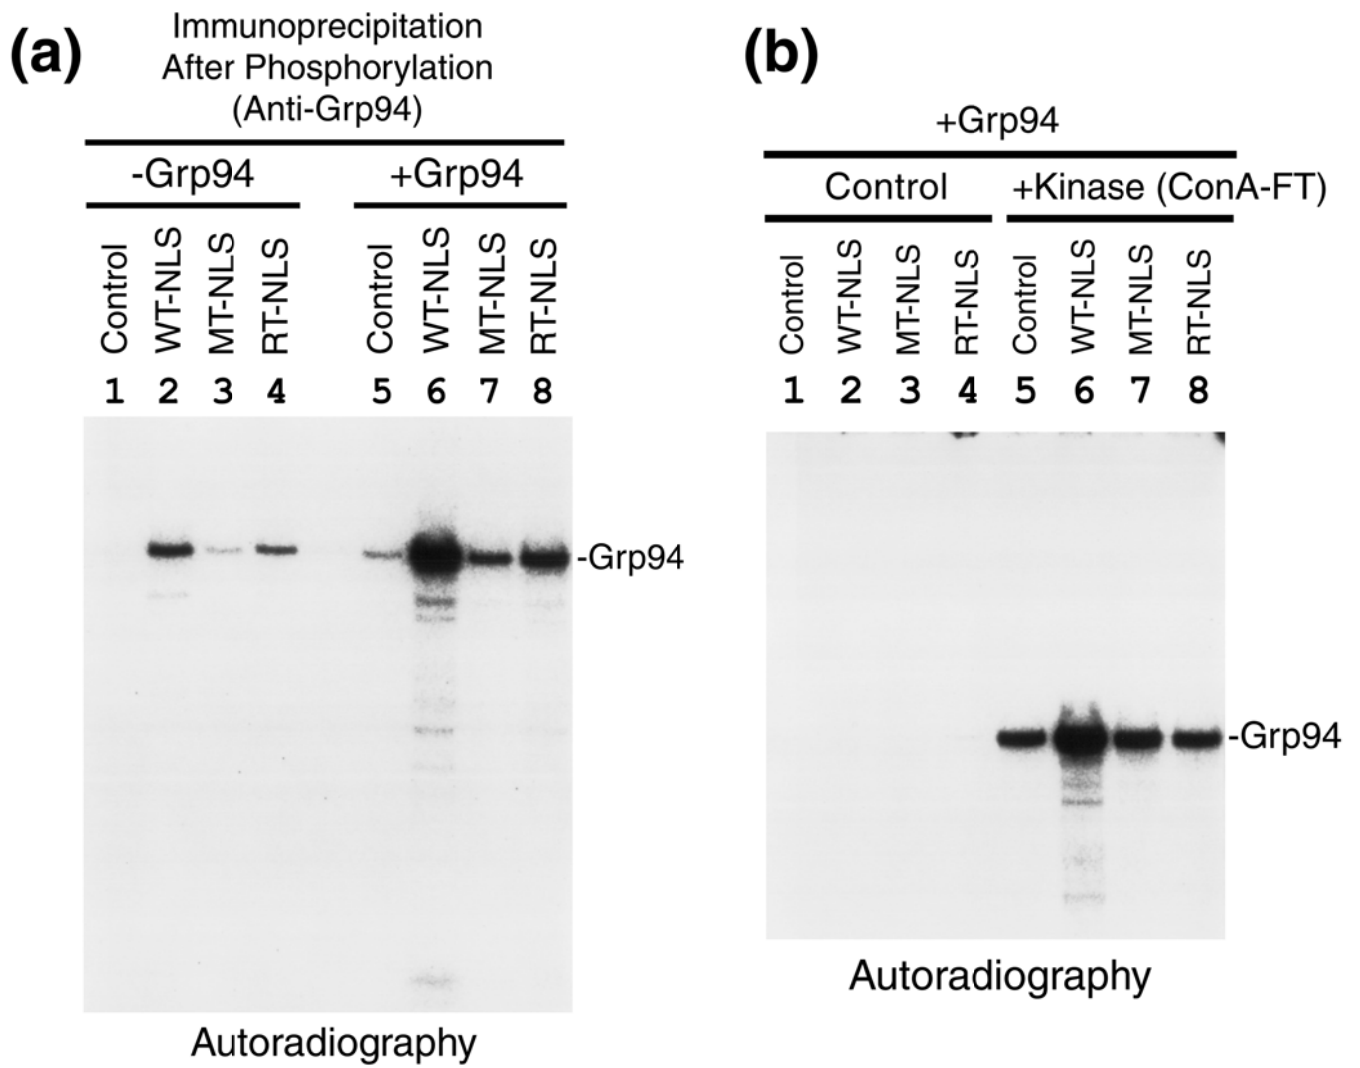 (a)
Immunoprecipitation
After Phosphorylation
(Anti-Grp94)
-Grp94 +Grp94
Control WT-NLS MT-NLS RT-NLS Control WT-NLS MT-NLS RT-NLS
1 2 3 4 5 6 7 8
-Grp94
Autoradiography
(b)
+Grp94
Control +Kinase (ConA-FT)
Control WT-NLS MT-NLS RT-NLS Control WT-NLS MT-NLS RT-NLS
1 2 3 4 5 6 7 8
-Grp94
Autoradiography